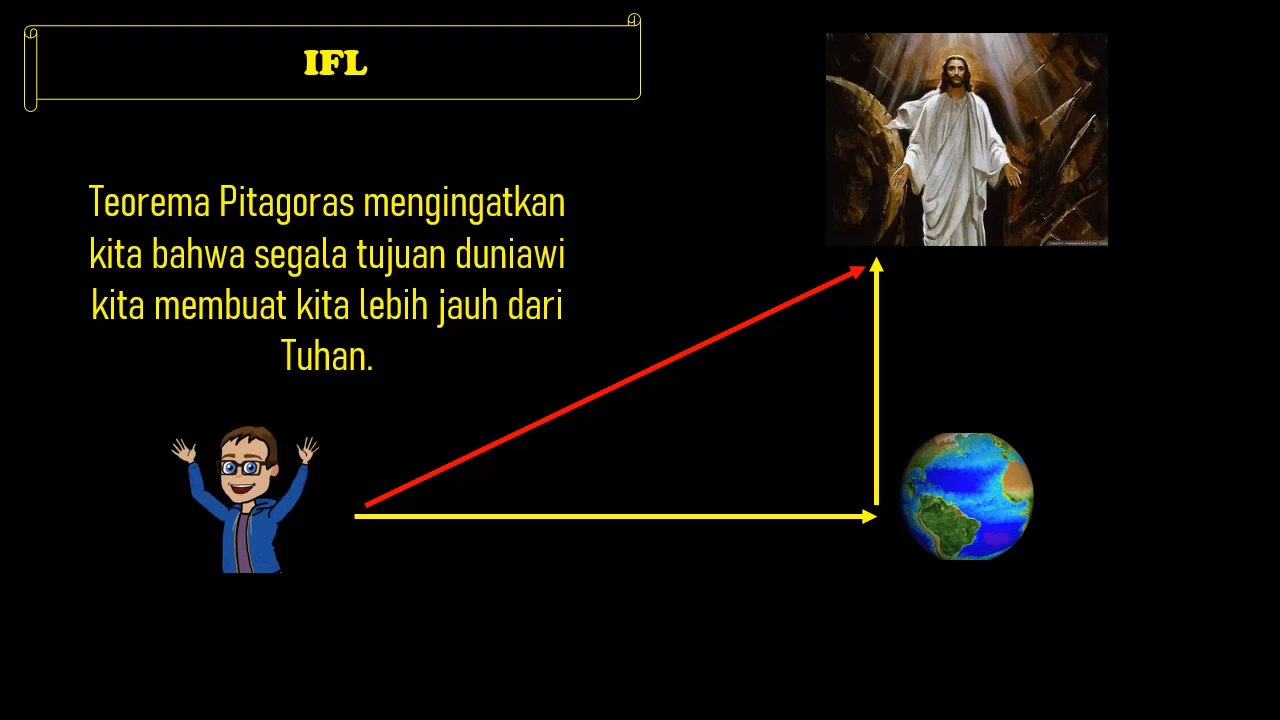 IFL
Teorema Pitagoras mengingatkan
kita bahwa segala tujuan duniawi
kita membuat kita lebih jauh dari
Tuhan.